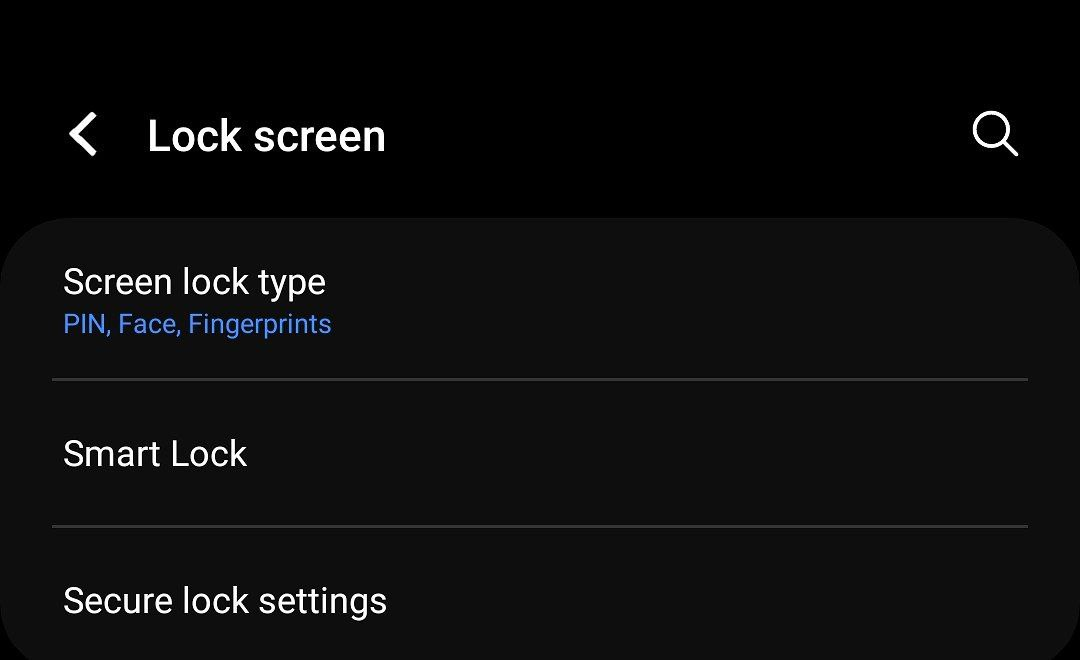 Lock screen
Screen lock type
PIN, Face, Fingerprints
Smart Lock
Secure lock settings